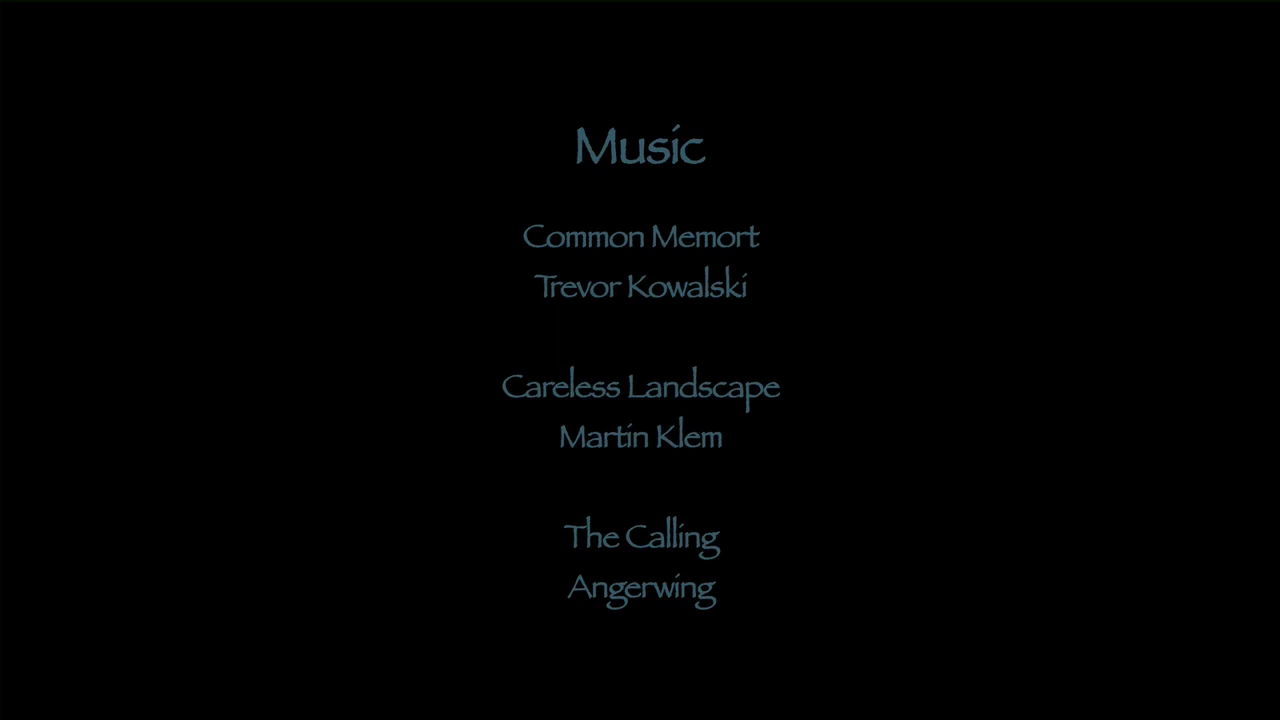 Music
Common Memort
Trevor Kowalski
Careless Landscape
Martin Klem
The Calling
Angerwing